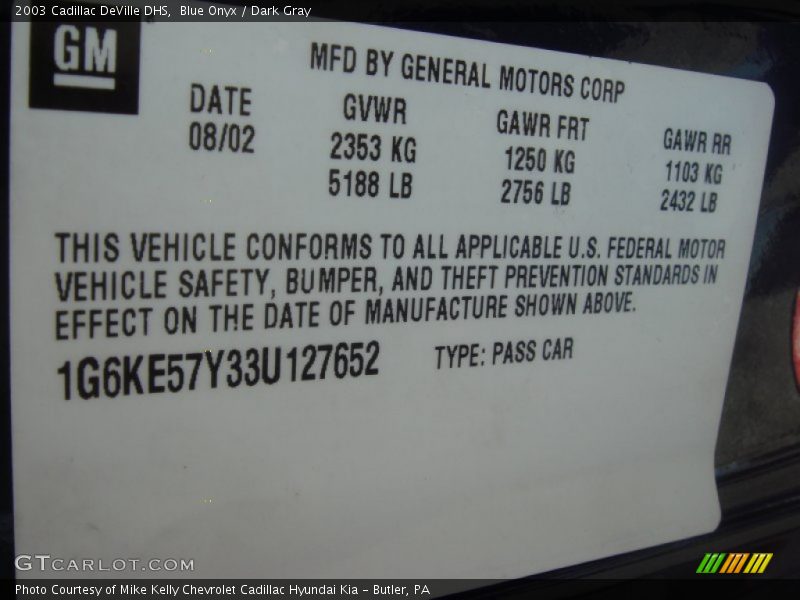 2003 Cadillac DeVille DHS,  Blue Onyx / Dark Gray
GM
MFD BY GENERAL MOTORS CORP
DATE GVWR GAWR FRT GAWR RR
08/02 2353 KG 1250 KG 1103 KG
5188 LB 2756 LB 2432 LB
THIS VEHICLE CONFORMS TO ALL APPLICABLE U.S. FEDERAL MOTOR
VEHICLE SAFETY, BUMPER, AND THEFT PREVENTION STANDARDS IN
EFFECT ON THE DATE OF MANUFACTURE SHOWN ABOVE.
1G6KE57Y33U127652 TYPE: PASS CAR
GTCARLOT.COM
Photo Courtesy of Mike Kelly Chevrolet Cadillac Hyundai Kia – Butler, PA